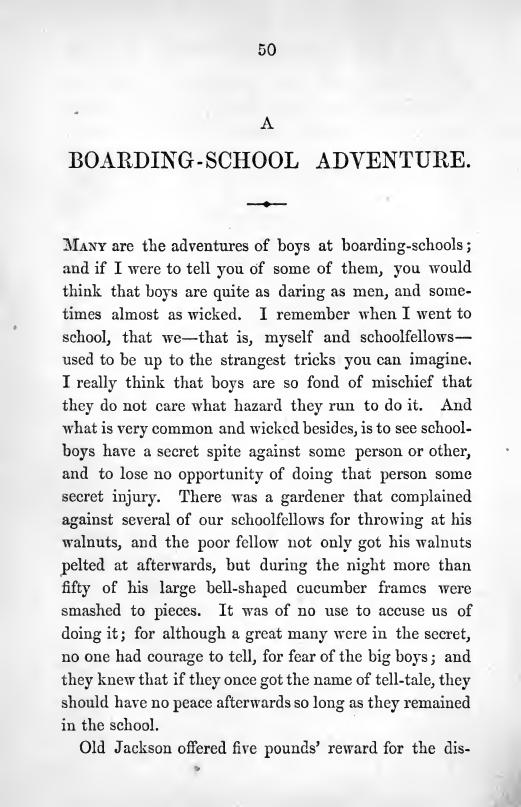 50
A
BOARDING-SCHOOL ADVENTURE.
MANY are the adventures of boys at boarding-schools;
and if I were to tell you of some of them, you would
think that boys are quite as daring as men, and some-
times almost as wicked. I remember when I went to
school, that we—that is, myself and schoolfellows—
used to be up to the strangest tricks you can imagine.
I really think that boys are so fond of mischief that
they do not care what hazard they run to do it. And
what is very common and wicked besides, is to see school-
boys have a secret spite against some person or other,
and to lose no opportunity of doing that person some
secret injury. There was a gardener that complained
against several of our schoolfellows for throwing at his
walnuts, and the poor fellow not only got his walnuts
pelted at afterwards, but during the night more than
fifty of his large bell-shaped cucumber frames were
smashed to pieces. It was of no use to accuse us of
doing it; for although a great many were in the secret,
no one had courage to tell, for fear of the big boys; and
they knew that if they once got the name of tell-tale, they
should have no peace afterwards so long as they remained
in the school.
Old Jackson offered five pounds' reward for the dis-